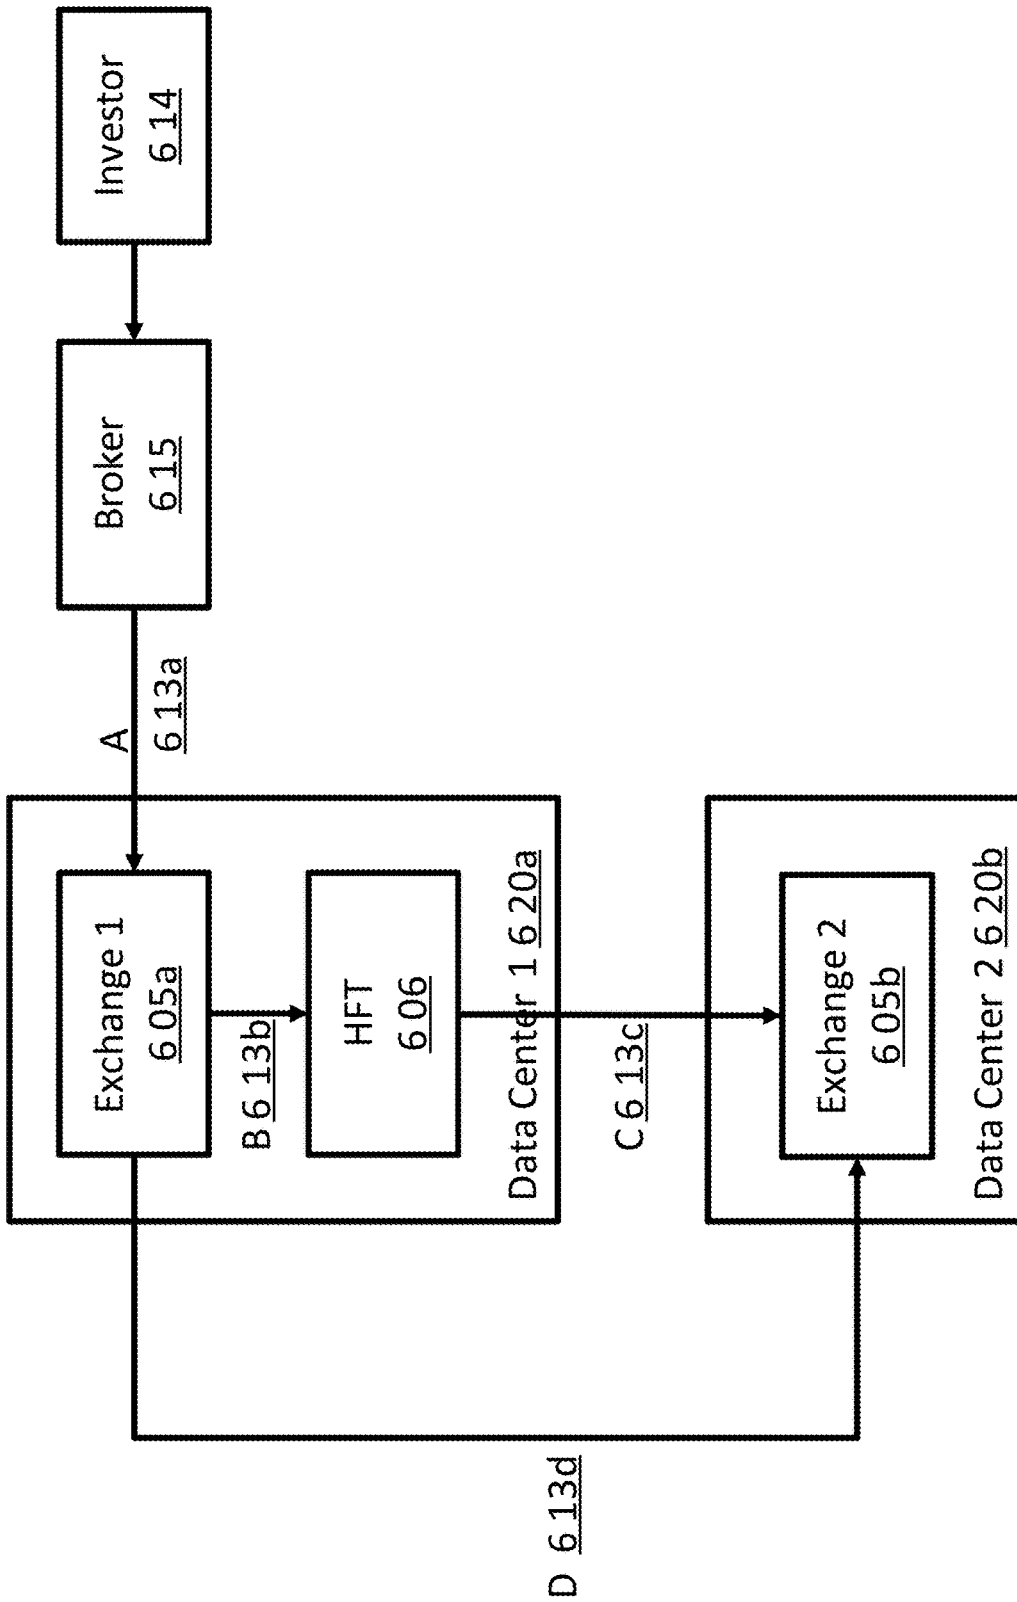 Investor
614
Broker
615
A
613a
Exchange 1
605a
B 613b
HFT
606
Data Center 1 620a
C 613c
Exchange 2
605b
Data Center 2 620b
D 613d